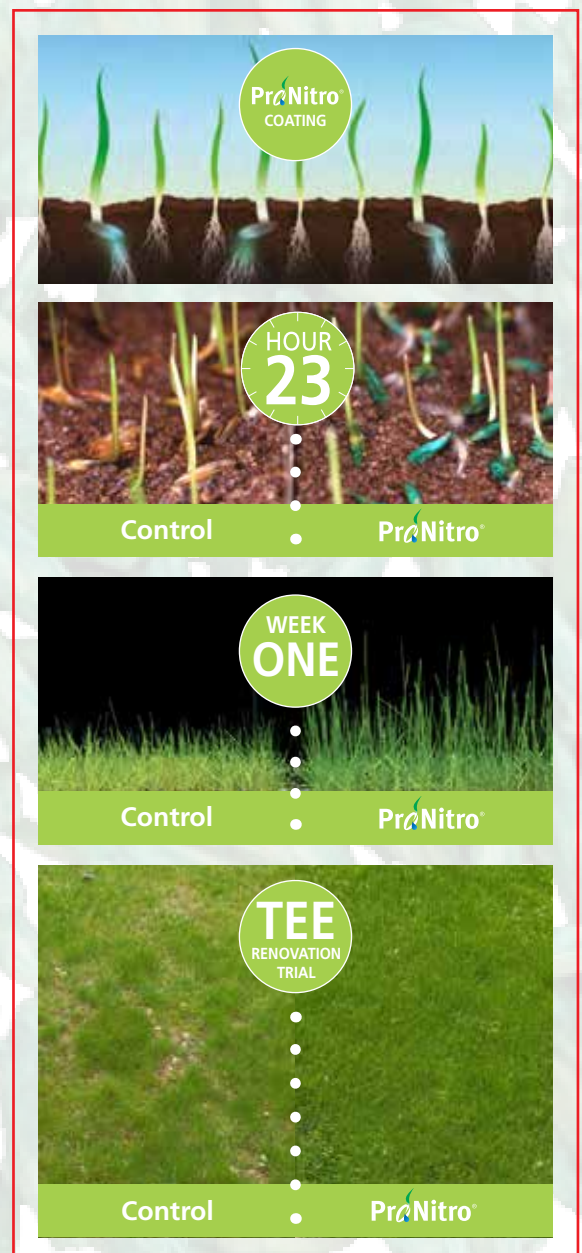 ProNitro®
COATING
HOUR
23
Control
ProNitro®
WEEK
ONE
Control
ProNitro®
TEE
RENOVATION
TRIAL
Control
ProNitro®